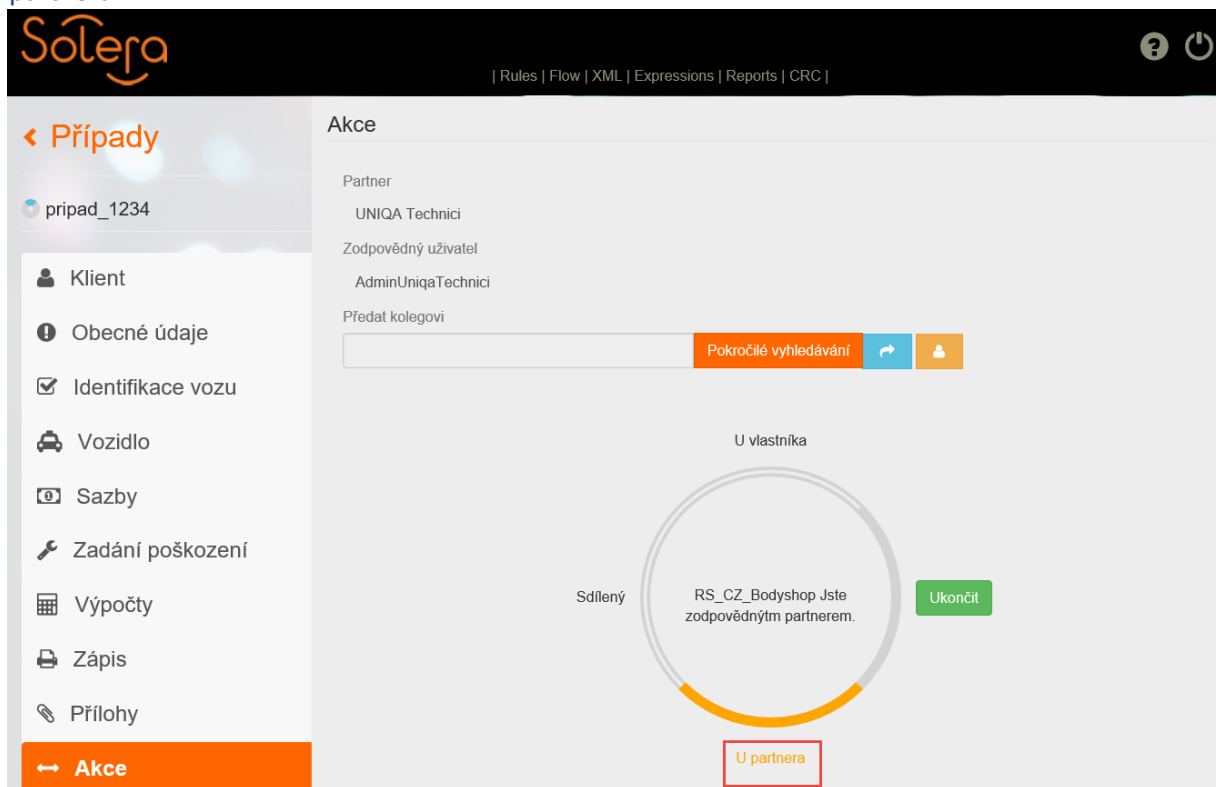 Solera
| Rules | Flow | XML | Expressions | Reports | CRC |
Případy
pripad_1234
Klient
Obecné údaje
Identifikace vozu
Vozidlo
Sazby
Zadání poškození
Výpočty
Zápis
Přílohy
Akce
Akce
Partner
UNIQA Technici
Zodpovědný uživatel
AdminUniqaTechnici
Předat kolegovi
Pokročilé vyhledávání
U vlastníka
Sdílený
RS_CZ_Bodyshop Jste
zodpovědnýtm partnerem.
Ukončit
U partnera